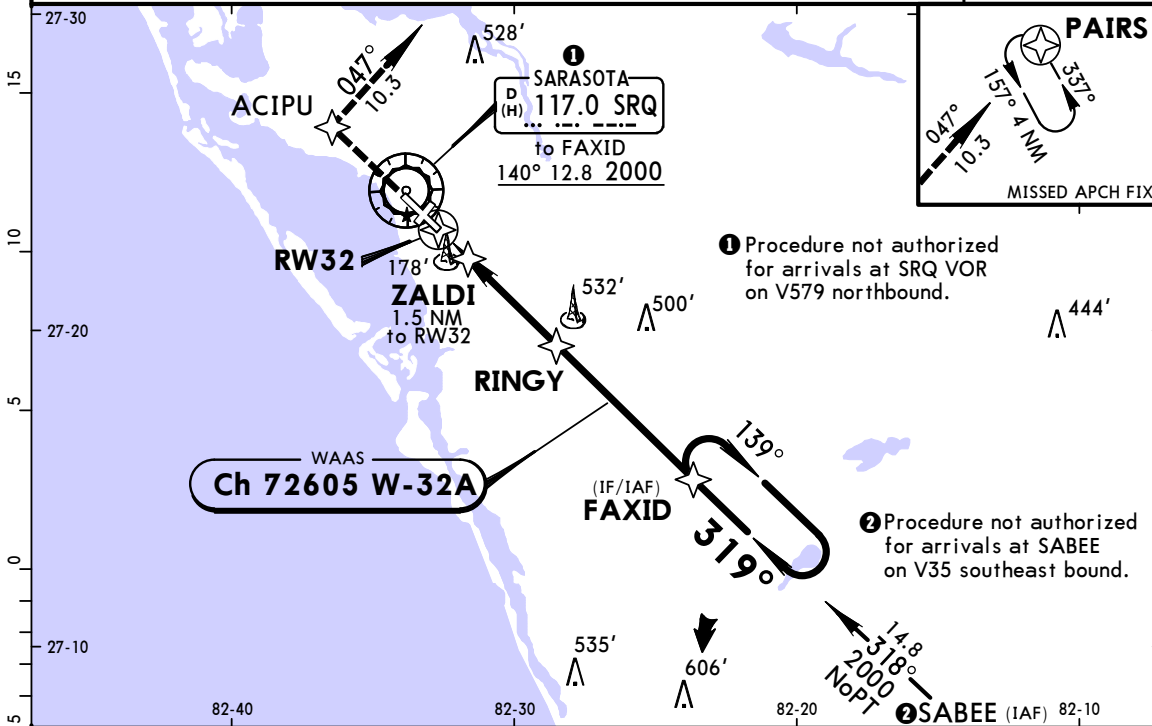 27-30
15
10
27-20
5
0
27-10
5
82-40
82-30
82-20
82-10
528'
047°
10.3
ACIPU
❶
SARASOTA
D
(H) 117.0 SRQ
to FAXID
140° 12.8 2000
PAIRS
337°
157° 4 NM
047°
10.3
MISSED APCH FIX
❶ Procedure not authorized
for arrivals at SRQ VOR
on V579 northbound.
RW32
178'
ZALDI
1.5 NM
to RW32
532'
500'
444'
RINGY
WAAS
Ch 72605 W-32A
(IF/IAF)
FAXID
139°
319°
❷ Procedure not authorized
for arrivals at SABEE
on V35 southeast bound.
535'
606'
14.8
318°
2000
NoPT
❷ SABEE (IAF)